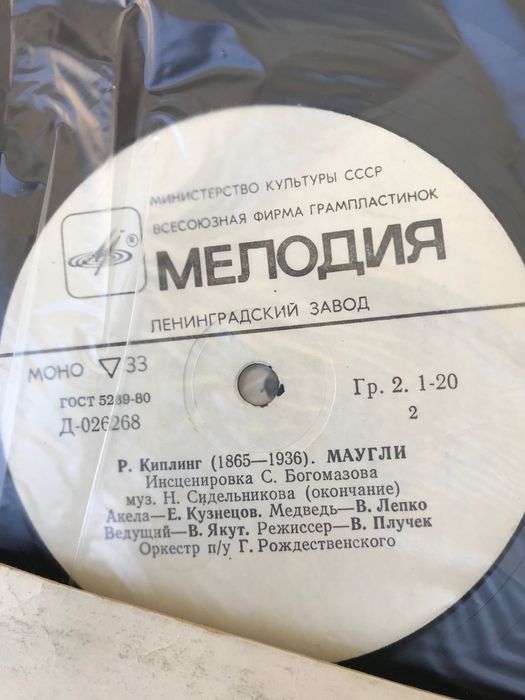 МИНИСТЕРСТВО КУЛЬТУРЫ СССР
ВСЕСОЮЗНАЯ ФИРМА ГРАМПЛАСТИНОК
®
МЕЛОДИЯ
ЛЕНИНГРАДСКИЙ ЗАВОД
МОНО ▽ 33
Гр. 2. 1-20
ГОСТ 5289-80
2
Д-026268
Р. Киплинг (1865—1936). МАУГЛИ
Инсценировка С. Богомазова
муз. Н. Сидельникова (окончание)
Акела—Е. Кузнецов. Медведь—В. Лепко
Ведущий—В. Якут. Режиссер—В. Плучек
Оркестр п/у Г. Рождественского